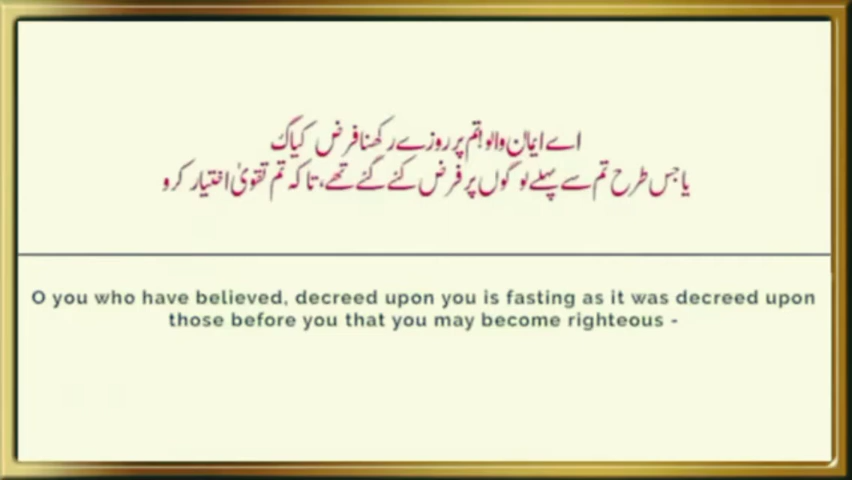 اے ایمان والو!تم پر روزے رکھنا فرض کیاگ
یا جس طرح تم سے پہلے لوگوں پر فرض کئے گئے تھے، تاکہ تم تقویٰ اختیار کرو
O you who have believed, decreed upon you is fasting as it was decreed upon
those before you that you may become righteous -